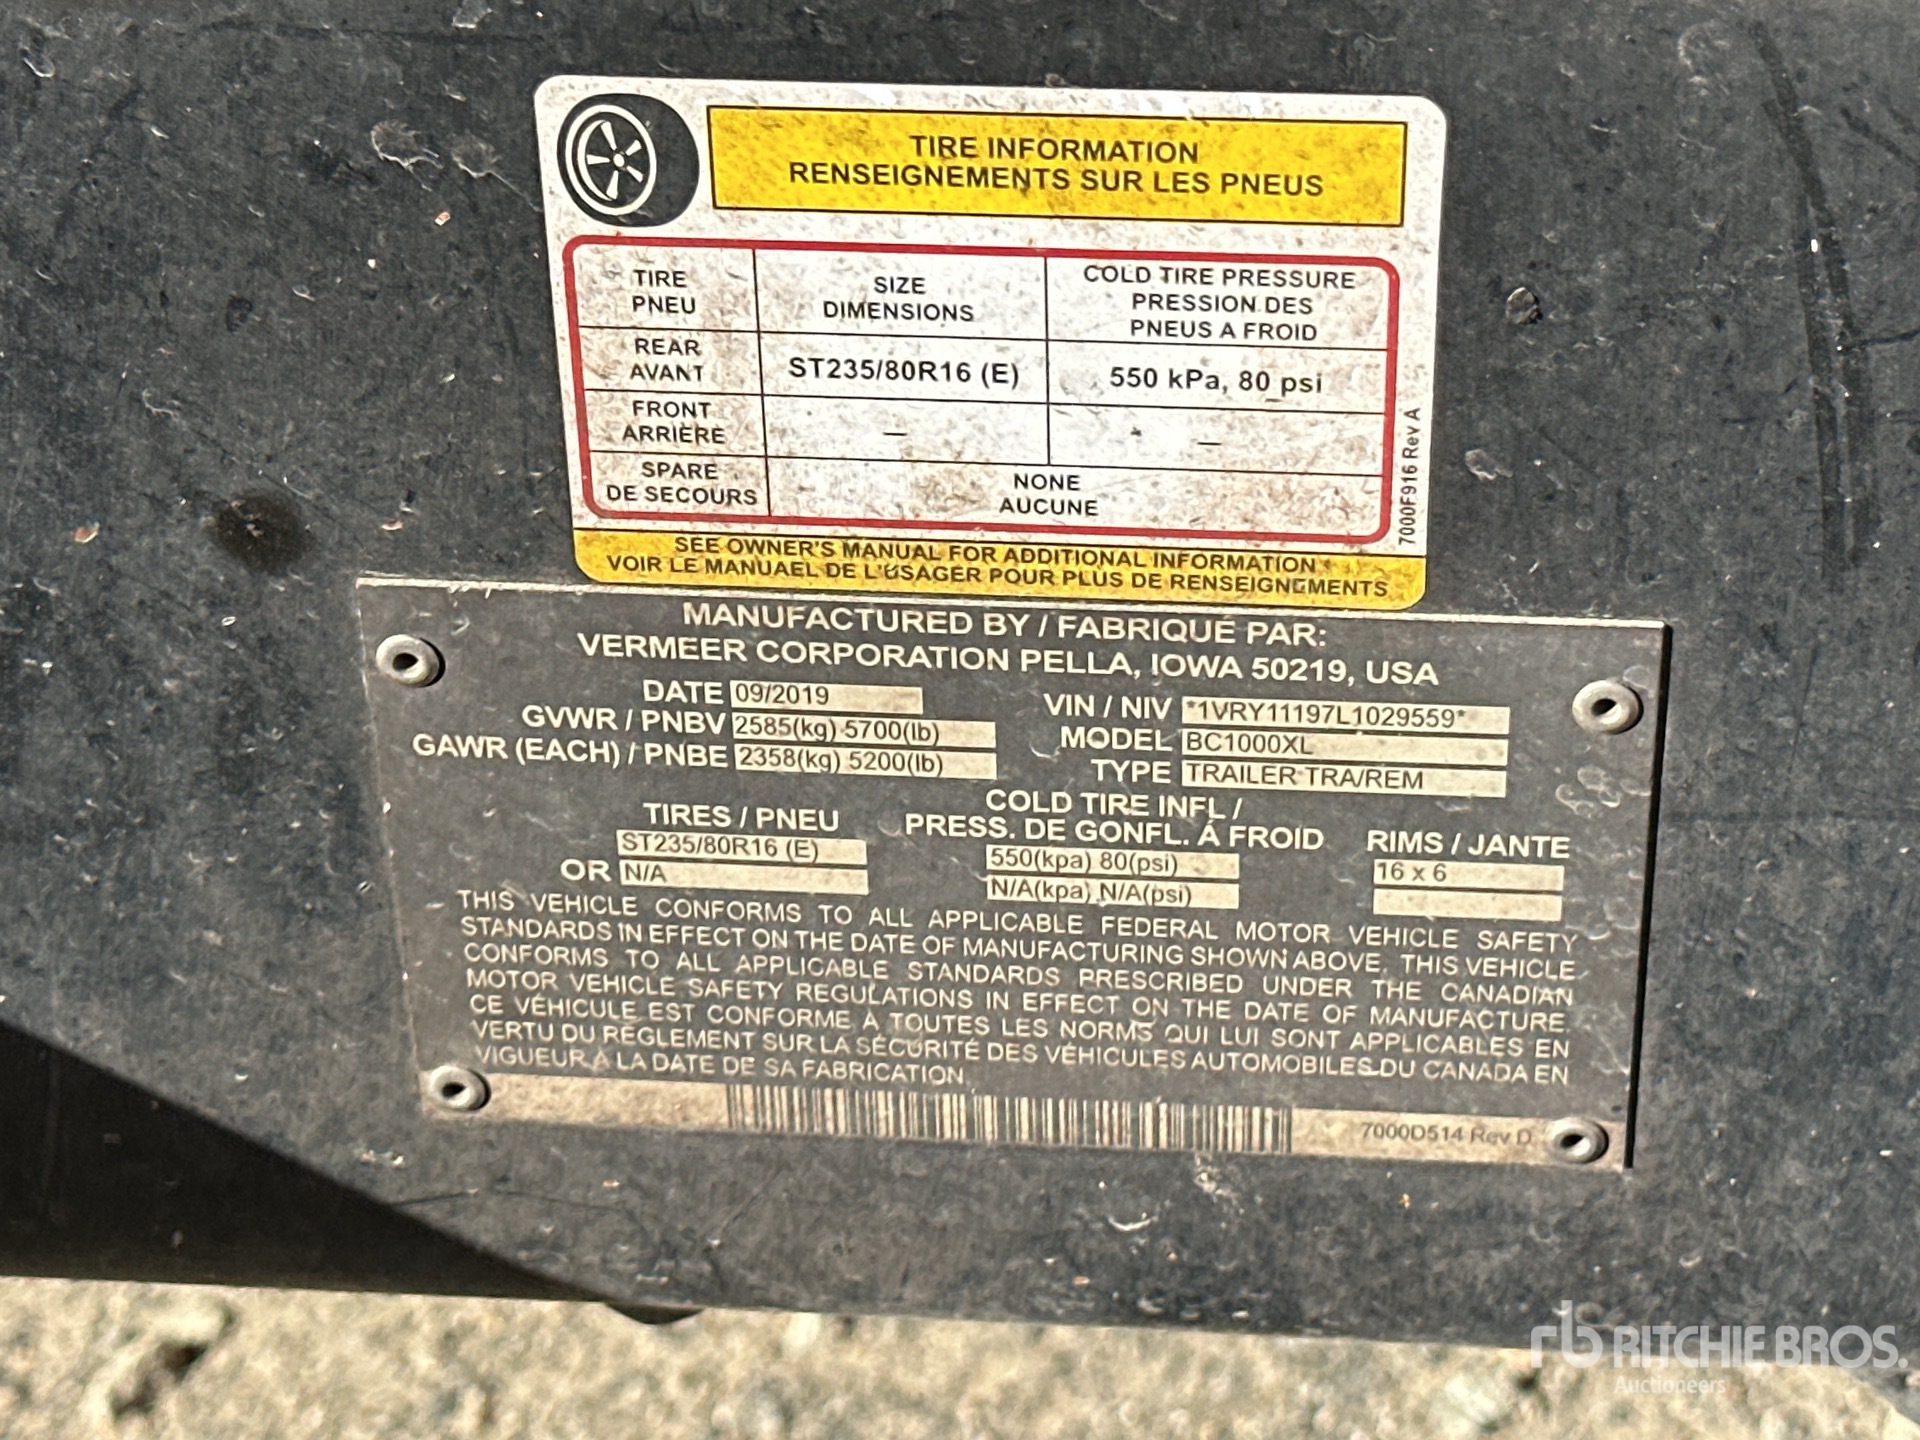 TIRE INFORMATION
RENSEIGNEMENTS SUR LES PNEUS
TIRE
PNEU
SIZE
DIMENSIONS
COLD TIRE PRESSURE
PRESSION DES
PNEUS A FROID
REAR
AVANT
ST235/80R16 (E)
550 kPa, 80 psi
FRONT
ARRIÈRE
—
—
SPARE
DE SECOURS
NONE
AUCUNE
7000F916 Rev A
SEE OWNER'S MANUAL FOR ADDITIONAL INFORMATION
VOIR LE MANUAEL DE L'USAGER POUR PLUS DE RENSEIGNEMENTS
MANUFACTURED BY / FABRIQUÉ PAR:
VERMEER CORPORATION PELLA, IOWA 50219, USA
DATE 09/2019
GVWR / PNBV 2585(kg) 5700(lb)
GAWR (EACH) / PNBE 2358(kg) 5200(lb)
VIN / NIV *1VRY11197L1029559*
MODEL BC1000XL
TYPE TRAILER TRA/REM
TIRES / PNEU
ST235/80R16 (E)
OR N/A
COLD TIRE INFL /
PRESS. DE GONFL. À FROID
550(kpa) 80(psi)
N/A(kpa) N/A(psi)
RIMS / JANTE
16 x 6
THIS VEHICLE CONFORMS TO ALL APPLICABLE FEDERAL MOTOR VEHICLE SAFETY
STANDARDS IN EFFECT ON THE DATE OF MANUFACTURING SHOWN ABOVE. THIS VEHICLE
CONFORMS TO ALL APPLICABLE STANDARDS PRESCRIBED UNDER THE CANADIAN
MOTOR VEHICLE SAFETY REGULATIONS IN EFFECT ON THE DATE OF MANUFACTURE.
CE VÉHICULE EST CONFORME À TOUTES LES NORMS QUI LUI SONT APPLICABLES EN
VERTU DU RÈGLEMENT SUR LA SÉCURITÉ DES VÉHICULES AUTOMOBILES DU CANADA EN
VIGUEUR À LA DATE DE SA FABRICATION.
7000D514 Rev D
rb RITCHIE BROS.
Auctioneers